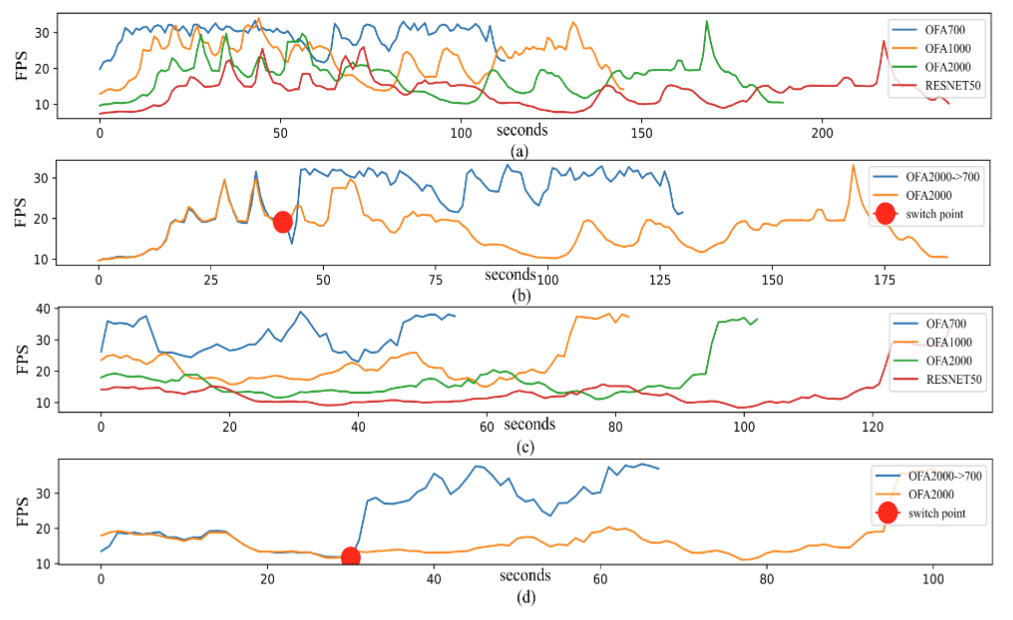 FPS
30
20
10
0
50
100
150
200
seconds
OFA700
OFA1000
OFA2000
RESNET50
(a)
FPS
30
20
10
0
25
50
75
100
125
150
175
seconds
OFA2000->700
OFA2000
switch point
(b)
FPS
40
30
20
10
0
20
40
60
80
100
120
seconds
OFA700
OFA1000
OFA2000
RESNET50
(c)
FPS
30
20
10
0
20
40
60
80
100
seconds
OFA2000->700
OFA2000
switch point
(d)